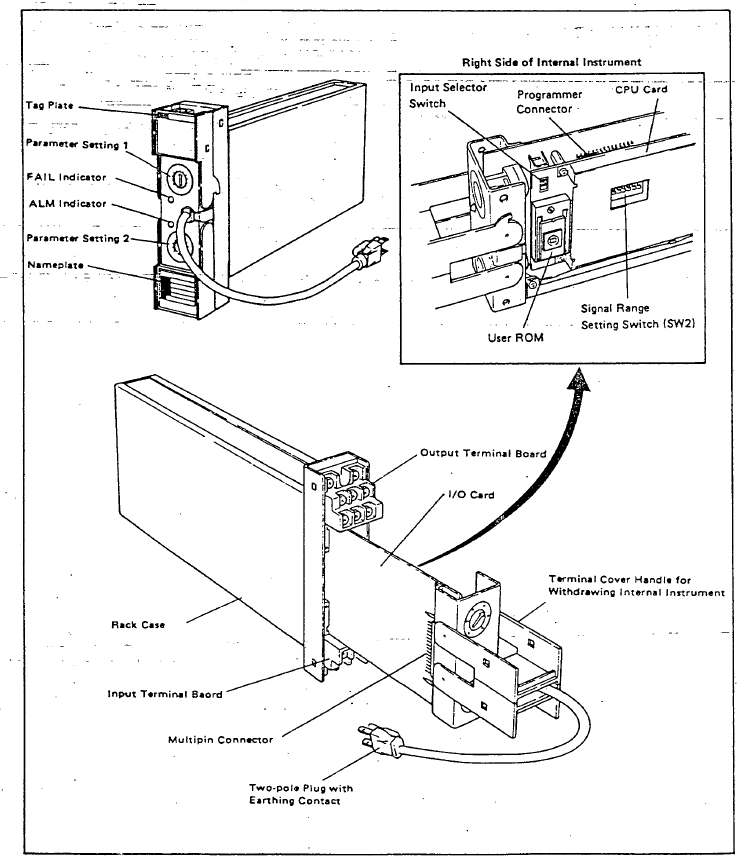 Right Side of Internal Instrument
Input Selector
Switch
Programmer
Connector
CPU Card
Tag Plate
Parameter Setting 1
FAIL Indicator
ALM Indicator
Parameter Setting 2
Nameplate
Signal Range
Setting Switch (SW2)
User ROM
Output Terminal Board
I/O Card
Terminal Cover Handle for
Withdrawing Internal Instrument
Rack Case
Input Terminal Baord
Multipin Connector
Two-pole Plug with
Earthing Contact